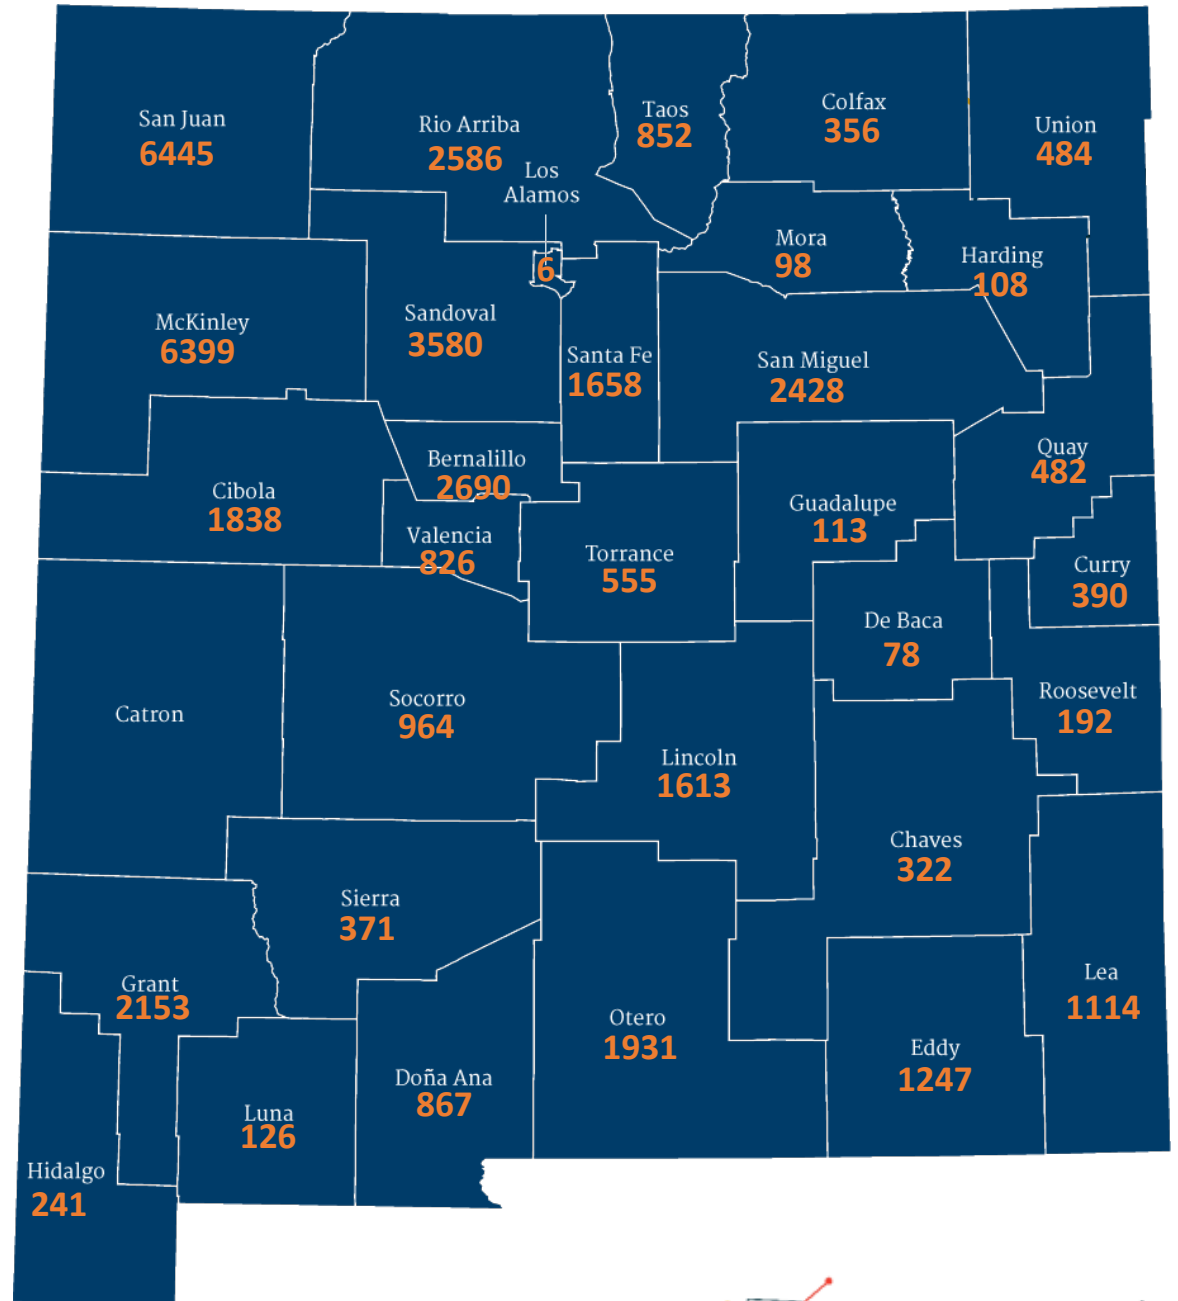 San Juan
6445
Rio Arriba
2586
Los
Alamos
6
Taos
852
Colfax
356
Union
484
Mora
98
Harding
108
McKinley
6399
Sandoval
3580
Santa Fe
1658
San Miguel
2428
Bernalillo
2690
Quay
482
Cibola
1838
Valencia
826
Guadalupe
113
Torrance
555
Curry
390
De Baca
78
Catron
Socorro
964
Roosevelt
192
Lincoln
1613
Chaves
322
Sierra
371
Grant
2153
Lea
1114
Otero
1931
Eddy
1247
Doña Ana
867
Luna
126
Hidalgo
241